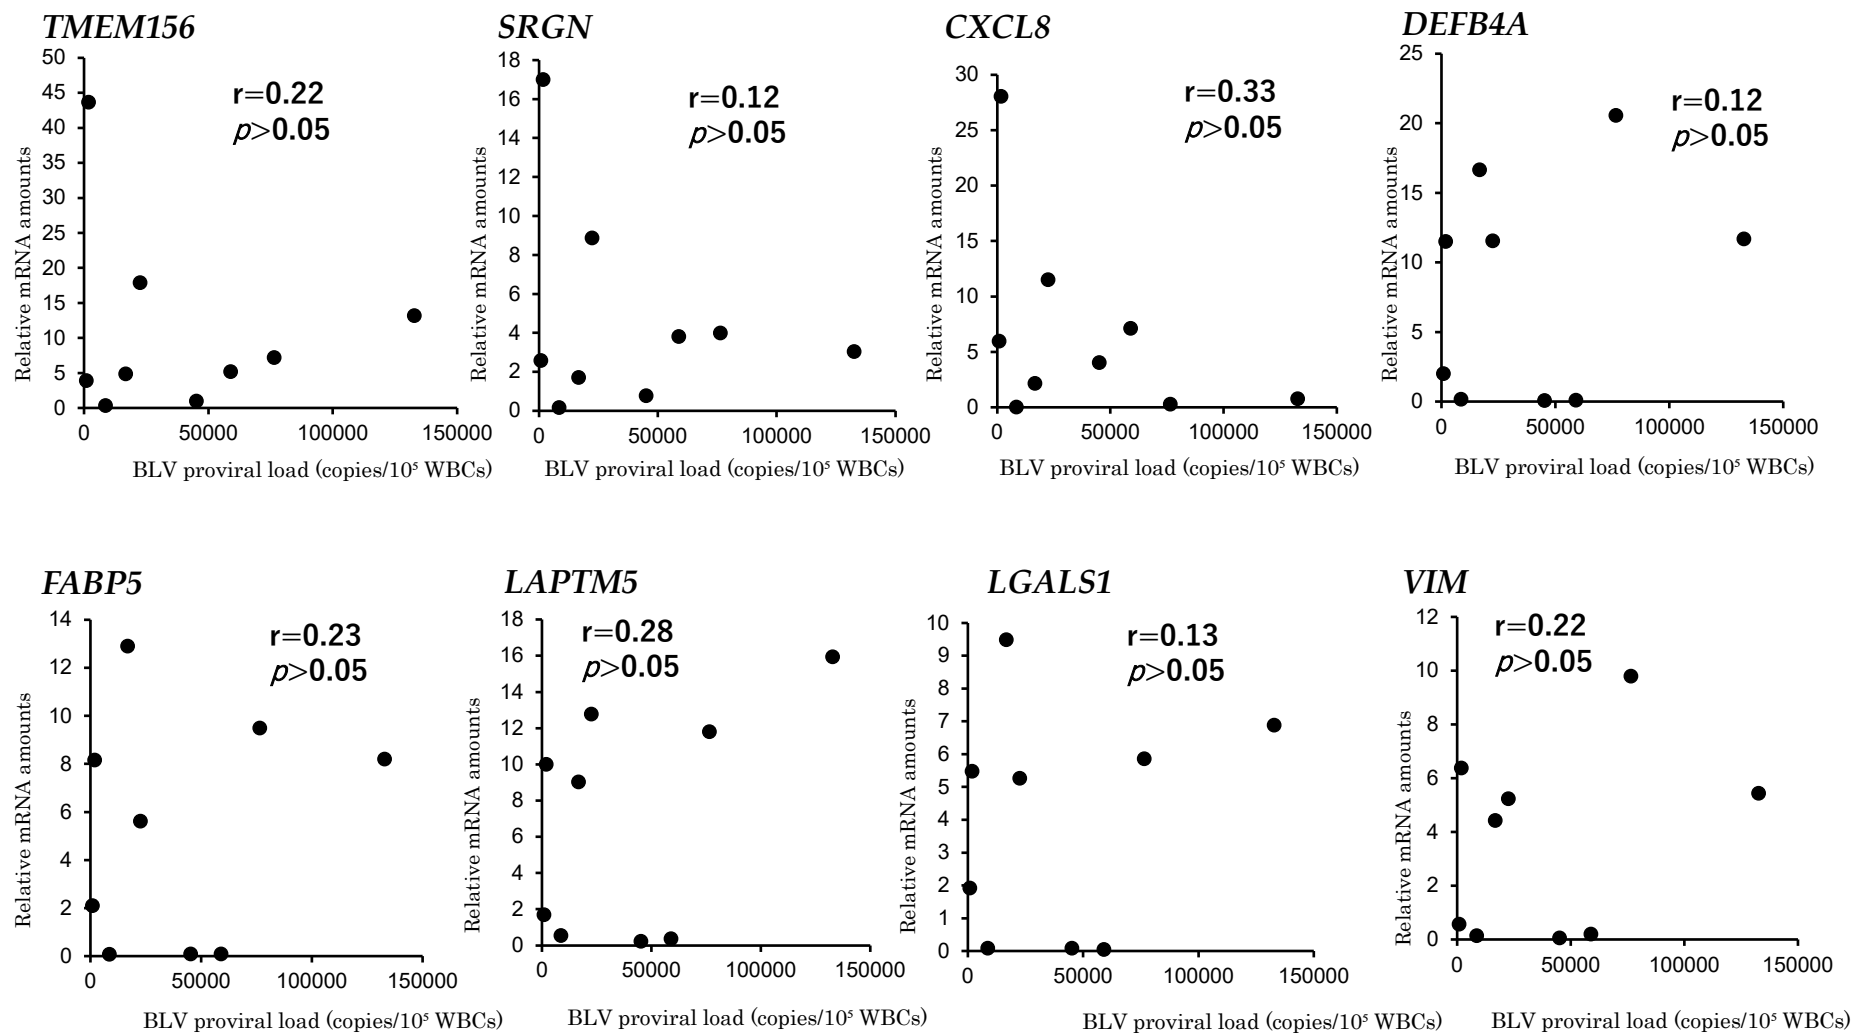 TMEM156
50
45
40
35
30
25
20
15
10
5
0
0 50000 100000 150000
r=0.22
p>0.05
Relative mRNA amounts
BLV proviral load (copies/10⁵ WBCs)
SRGN
18
16
14
12
10
8
6
4
2
0
0 50000 100000 150000
r=0.12
p>0.05
Relative mRNA amounts
BLV proviral load (copies/10⁵ WBCs)
CXCL8
30
25
20
15
10
5
0
0 50000 100000 150000
r=0.33
p>0.05
Relative mRNA amounts
BLV proviral load (copies/10⁵ WBCs)
DEFB4A
25
20
15
10
5
0
0 50000 100000 150000
r=0.12
p>0.05
Relative mRNA amounts
BLV proviral load (copies/10⁵ WBCs)
FABP5
14
12
10
8
6
4
2
0
0 50000 100000 150000
r=0.23
p>0.05
Relative mRNA amounts
BLV proviral load (copies/10⁵ WBCs)
LAPTM5
18
16
14
12
10
8
6
4
2
0
0 50000 100000 150000
r=0.28
p>0.05
Relative mRNA amounts
BLV proviral load (copies/10⁵ WBCs)
LGALS1
10
9
8
7
6
5
4
3
2
1
0
0 50000 100000 150000
r=0.13
p>0.05
Relative mRNA amounts
BLV proviral load (copies/10⁵ WBCs)
VIM
12
10
8
6
4
2
0
0 50000 100000 150000
r=0.22
p>0.05
Relative mRNA amounts
BLV proviral load (copies/10⁵ WBCs)